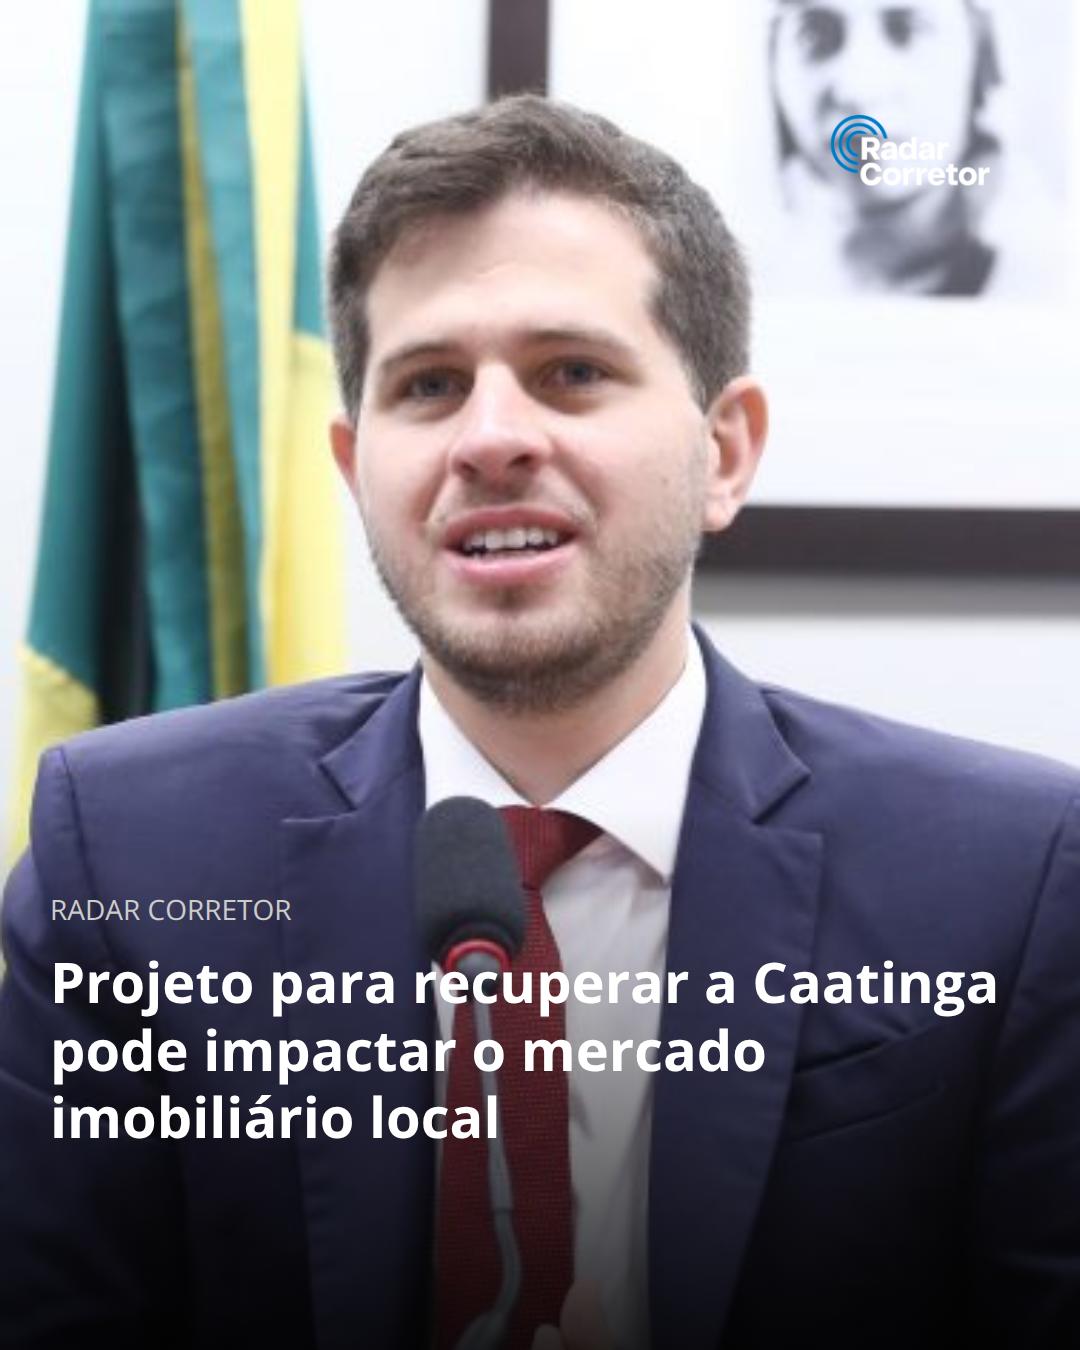 Radar
Corretor
RADAR CORRETOR
Projeto para recuperar a Caatinga
pode impactar o mercado
imobiliário local